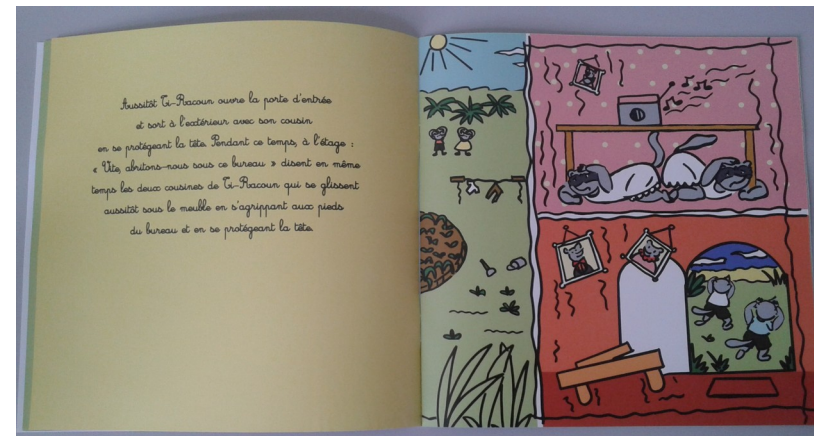 Aussitôt Ti-Racoun ouvre la porte d'entrée
et sort à l'extérieur avec son cousin
en se protégeant la tête. Pendant ce temps, à l'étage :
« Vite, abritons-nous sous ce bureau » disent en même
temps les deux cousines de Ti-Racoun qui se glissent
aussitôt sous le meuble en s'agrippant aux pieds
du bureau et en se protégeant la tête.